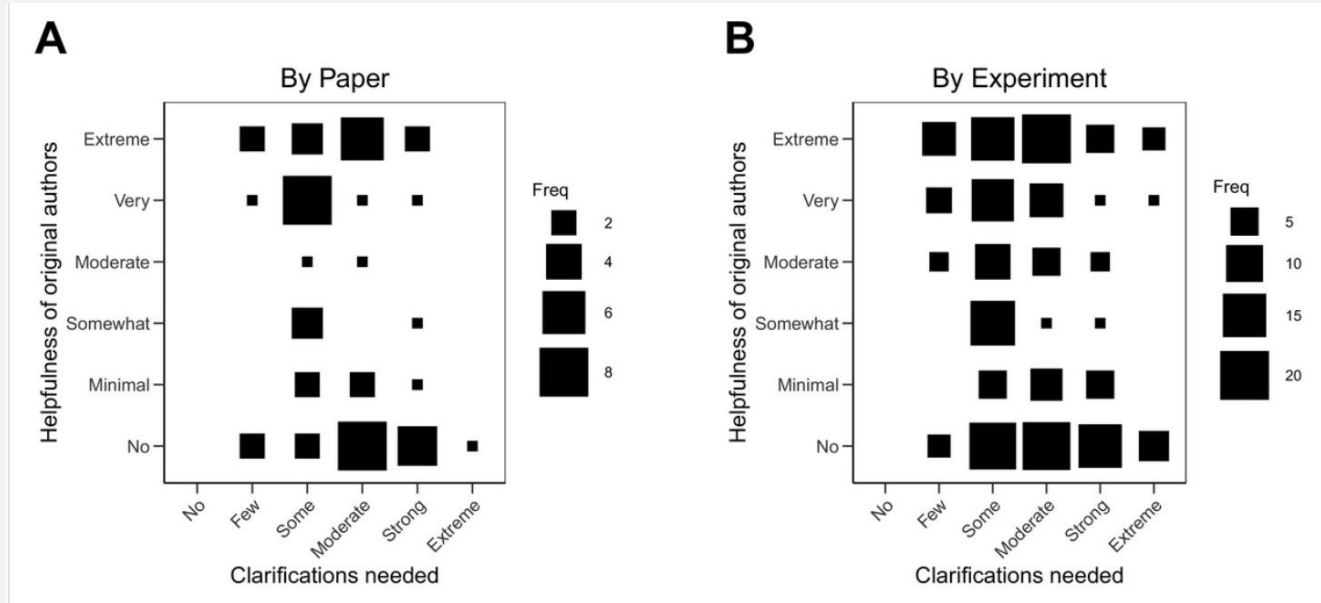 A
By Paper
Helpfulness of original authors
Extreme
Very
Moderate
Somewhat
Minimal
No
No
Few
Some
Moderate
Strong
Extreme
Clarifications needed
Freq
2
4
6
8
B
By Experiment
Helpfulness of original authors
Extreme
Very
Moderate
Somewhat
Minimal
No
No
Few
Some
Moderate
Strong
Extreme
Clarifications needed
Freq
5
10
15
20